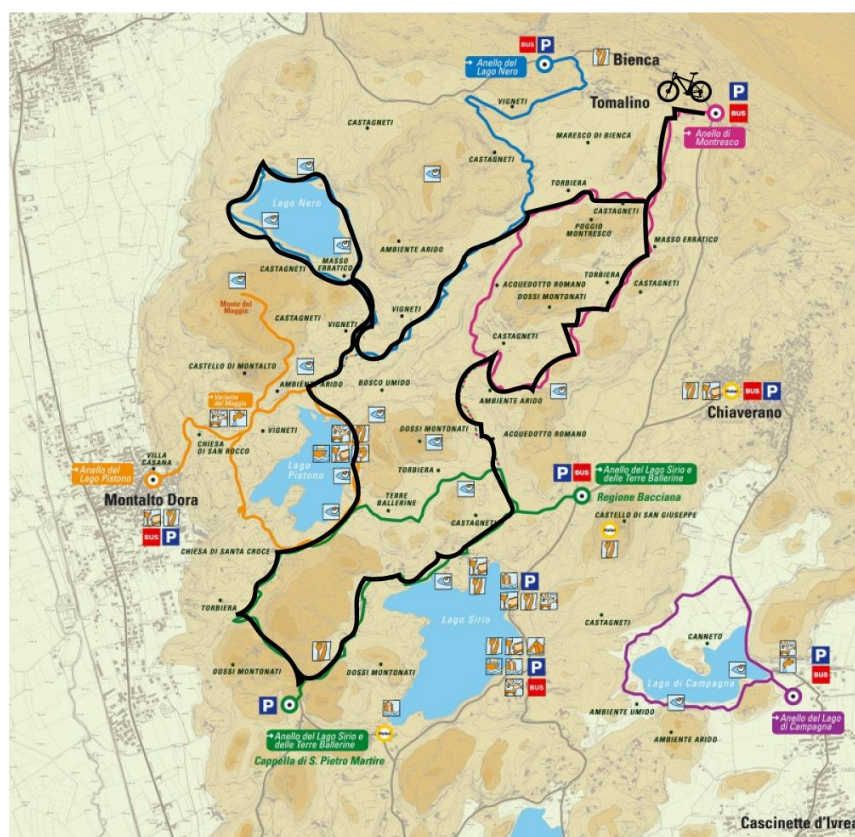 BUS P
→Anello del
Lago Nero
Bienca
Tomalino
P
BUS
→Anello di
Montresco
VIGNETI
CASTAGNETI
MARESCO DI BIENCA
CASTAGNETI
TORBIERA
CASTAGNETI
POGGIO
MONTRESCO
Lago Nero
AMBIENTE ARIDO
MASSO ERRATICO
MASSO
ERRATICO
CASTAGNETI
ACQUEDOTTO ROMANO
TORBIERA
CASTAGNETI
DOSSI MONTONATI
Monte del
Maggio
CASTAGNETI
VIGNETI
VIGNETI
CASTAGNETI
CASTELLO DI MONTALTO
AMBIENTE ARIDO
BOSCO UMIDO
AMBIENTE ARIDO
Hotel
BUS P
Chiaverano
→Variante
del Maggio
CHIESA
DI SAN ROCCO
VIGNETI
DOSSI MONTONATI
ACQUEDOTTO ROMANO
VILLA
CASANA
→Anello del
Lago Pistono
Lago
Pistono
TORBIERA
P BUS
→Anello del Lago Sirio e
delle Terre Ballerine
Regione Bacciana
Montalto Dora
BUS P
TERRE
BALLERINE
CASTAGNETI
CASTELLO DI SAN GIUSEPPE
Hotel
CHIESA DI SANTA CROCE
TORBIERA
P
Lago Sirio
CASTAGNETI
CANNETO
DOSSI MONTONATI
DOSSI MONTONATI
P
BUS
Lago di Campagna
P
BUS
P
→Anello del Lago Sirio e
delle Terre Ballerine
Hotel
Cappella di S. Pietro Martire
AMBIENTE UMIDO
→Anello del Lago
di Campagna
AMBIENTE ARIDO
Cascinette d'Ivrea